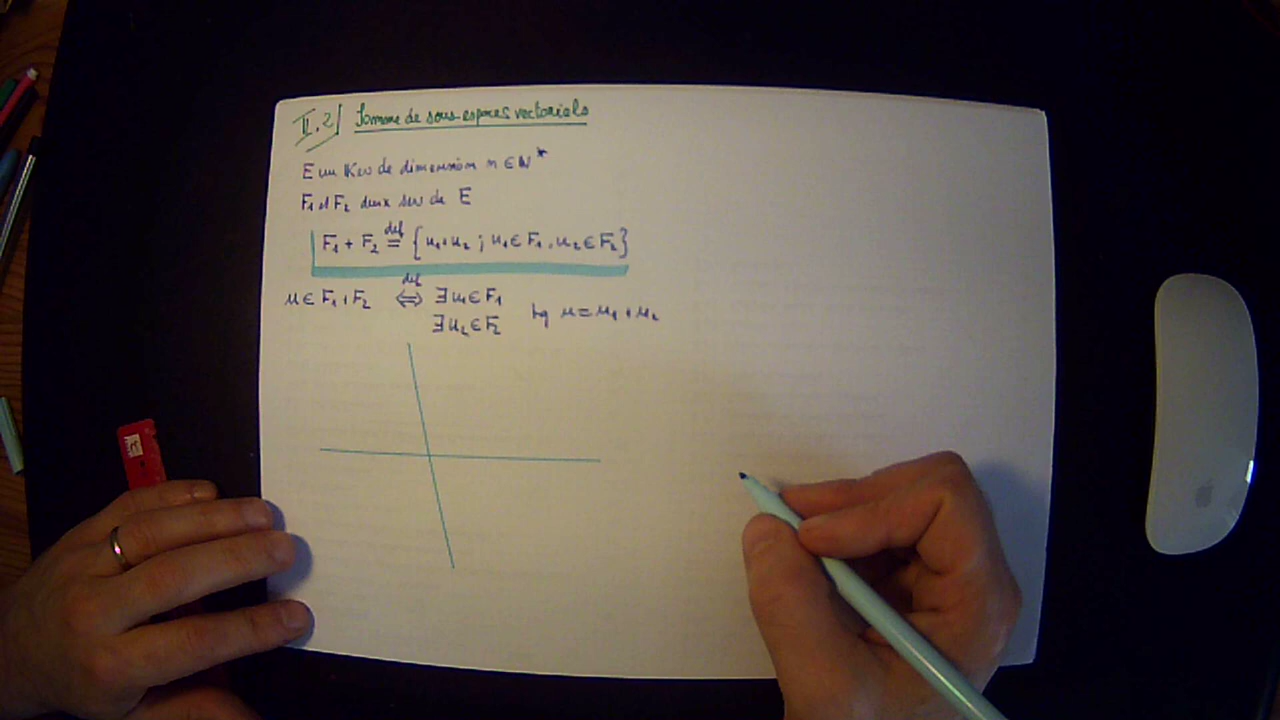 II.2/ Somme de sous-espaces vectoriels
E un Kev de dimension n ∈ N*
F1 et F2 deux sev de E
F1 + F2 def= {u1+u2 ; u1 ∈ F1, u2 ∈ F2}
u ∈ F1+F2 def⇔ ∃u1 ∈ F1
∃u2 ∈ F2 tq u = u1 + u2